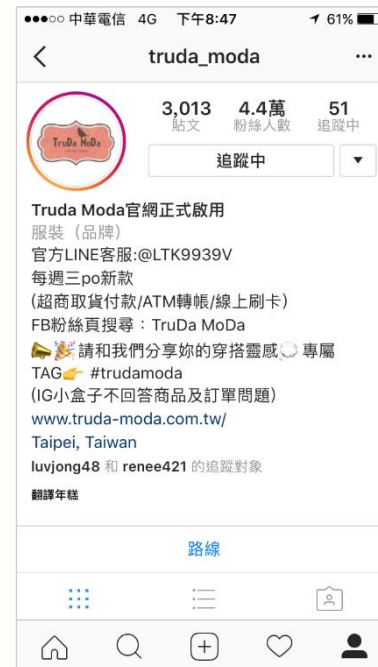 中華電信 4G 下午8:47 61%
truda_moda
TruDa MoDa
3,013 4.4萬 51
貼文 粉絲人數 追蹤中
追蹤中
Truda Moda官網正式啟用
服裝（品牌）
官方LINE客服:@LTK9939V
每週三po新款
(超商取貨付款/ATM轉帳/線上刷卡)
FB粉絲頁搜尋：TruDa MoDa
📣🎉請和我們分享妳的穿搭靈感💭專屬
TAG👉 #trudamoda
(IG小盒子不回答商品及訂單問題)
www.truda-moda.com.tw/
Taipei, Taiwan
luvjong48 和 renee421 的追蹤對象
翻譯年糕
路線